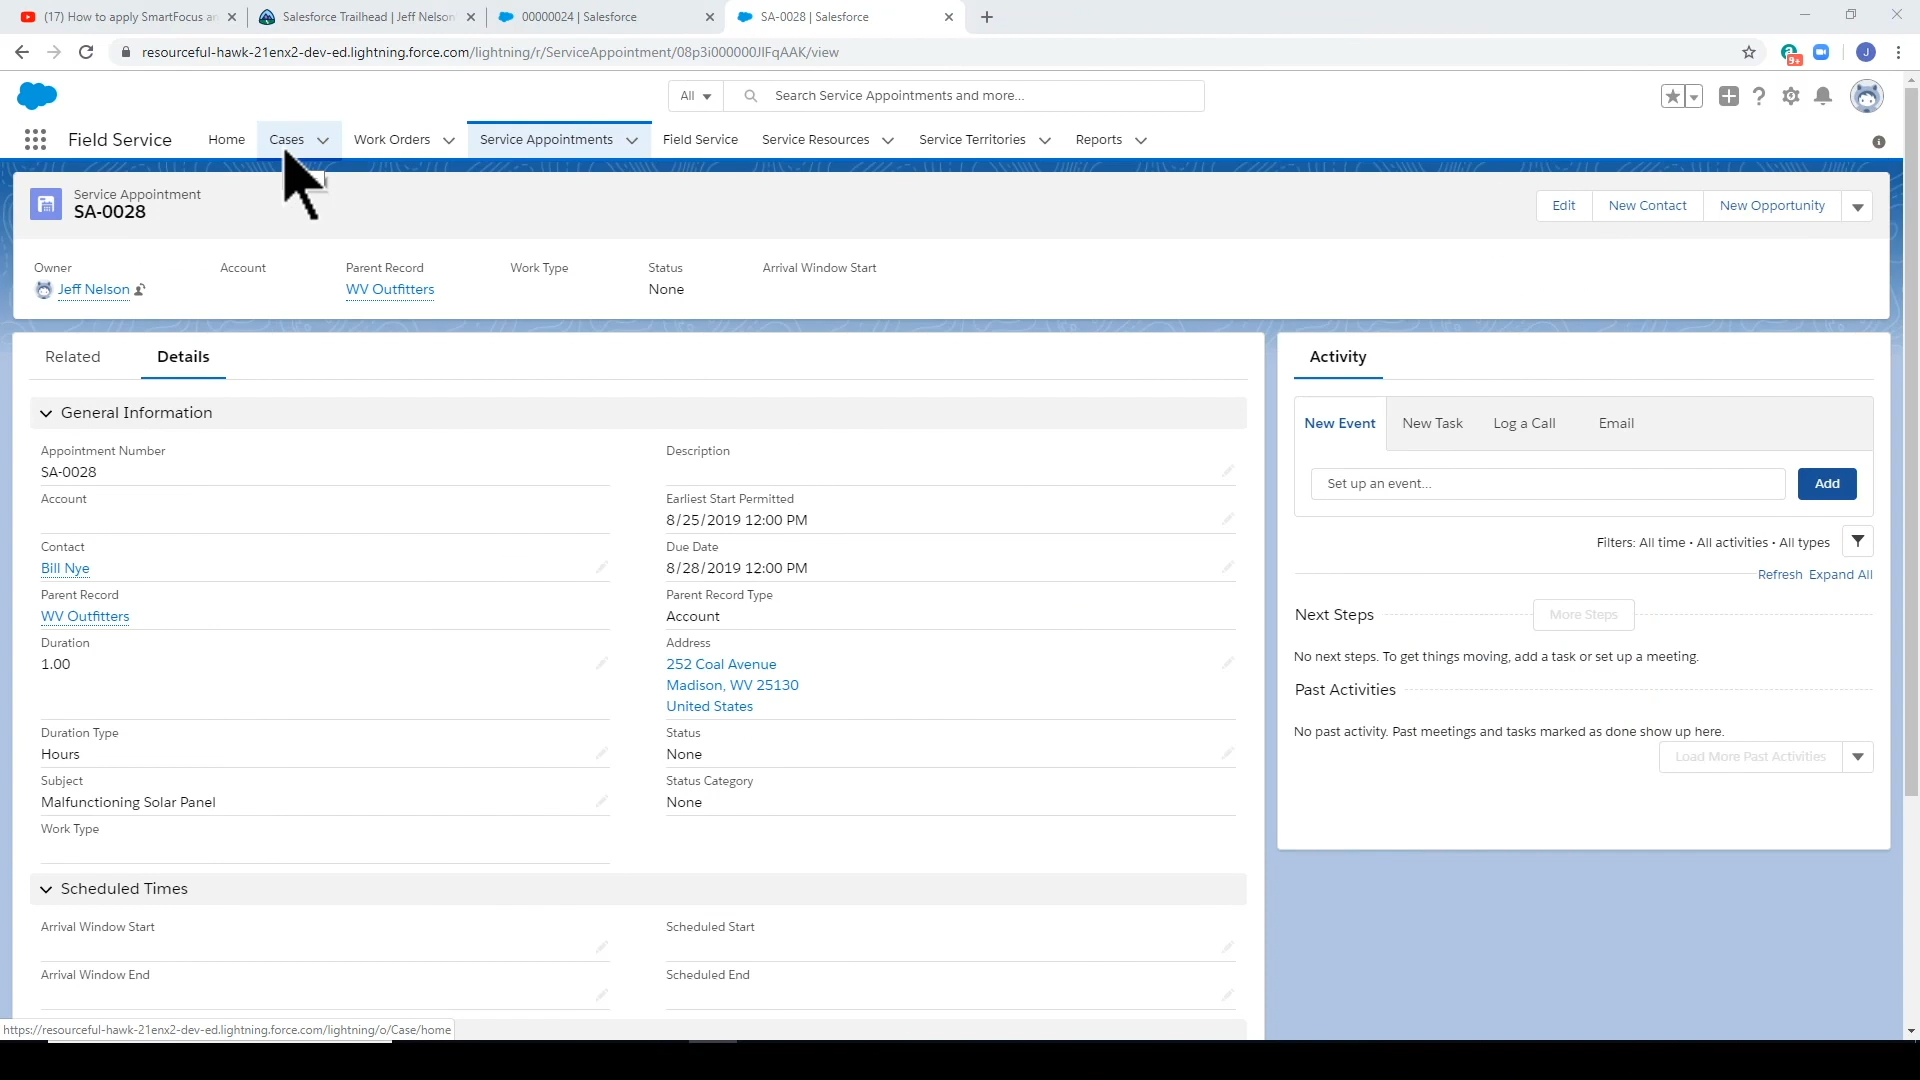 (17) How to apply SmartFocus an
Salesforce Trailhead | Jeff Nelson
00000024 | Salesforce
SA-0028 | Salesforce
resourceful-hawk-21enx2-dev-ed.lightning.force.com/lightning/r/ServiceAppointment/08p3i000000JIFqAAK/view
9+
J
All
Search Service Appointments and more...
Field Service
Home
Cases
Work Orders
Service Appointments
Field Service
Service Resources
Service Territories
Reports
Service Appointment
SA-0028
Edit
New Contact
New Opportunity
Owner
Account
Parent Record
Work Type
Status
Arrival Window Start
Jeff Nelson
WV Outfitters
None
Related
Details
General Information
Appointment Number
SA-0028
Description
Account
Earliest Start Permitted
8/25/2019 12:00 PM
Contact
Bill Nye
Due Date
8/28/2019 12:00 PM
Parent Record
WV Outfitters
Parent Record Type
Account
Duration
1.00
Address
252 Coal Avenue
Madison, WV 25130
United States
Duration Type
Hours
Status
None
Subject
Malfunctioning Solar Panel
Status Category
None
Work Type
Scheduled Times
Arrival Window Start
Scheduled Start
Arrival Window End
Scheduled End
Activity
New Event
New Task
Log a Call
Email
Set up an event...
Add
Filters: All time • All activities • All types
Refresh
Expand All
Next Steps
More Steps
No next steps. To get things moving, add a task or set up a meeting.
Past Activities
No past activity. Past meetings and tasks marked as done show up here.
Load More Past Activities
https://resourceful-hawk-21enx2-dev-ed.lightning.force.com/lightning/o/Case/home